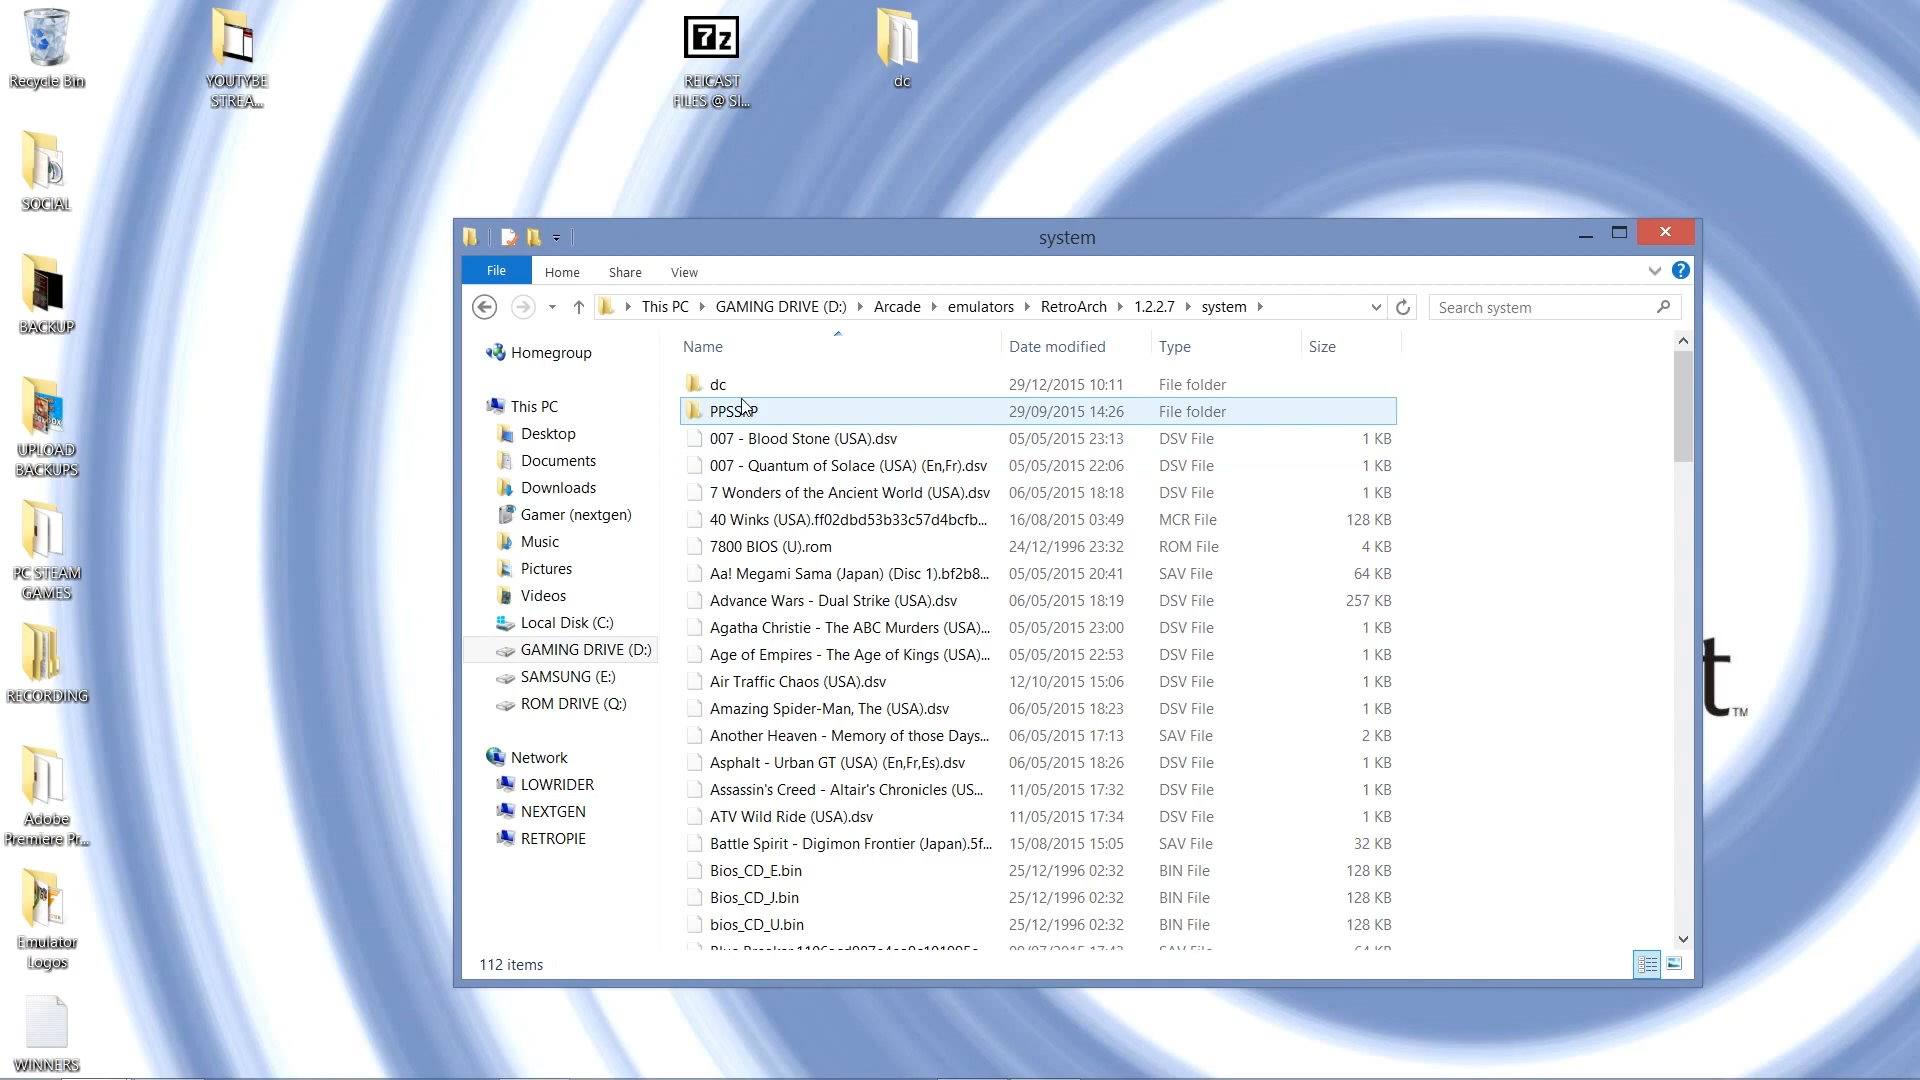 Recycle Bin
YOUTYBE
STREA...
7z
REICAST
FILES @ SI...
dc
SOCIAL
BACKUP
UPLOAD
BACKUPS
PC STEAM
GAMES
RECORDING
Adobe
Premiere Pr...
Emulator
Logos
WINNERS
system
File Home Share View
This PC GAMING DRIVE (D:) Arcade emulators RetroArch 1.2.2.7 system
Search system
Homegroup
This PC
Desktop
Documents
Downloads
Gamer (nextgen)
Music
Pictures
Videos
Local Disk (C:)
GAMING DRIVE (D:)
SAMSUNG (E:)
ROM DRIVE (Q:)
Network
LOWRIDER
NEXTGEN
RETROPIE
Name Date modified Type Size
dc 29/12/2015 10:11 File folder
29/09/2015 14:26 File folder
007 - Blood Stone (USA).dsv 05/05/2015 23:13 DSV File 1 KB
007 - Quantum of Solace (USA) (En,Fr).dsv 05/05/2015 22:06 DSV File 1 KB
7 Wonders of the Ancient World (USA).dsv 06/05/2015 18:18 DSV File 1 KB
40 Winks (USA).ff02dbd53b33c57d4bcfb... 16/08/2015 03:49 MCR File 128 KB
7800 BIOS (U).rom 24/12/1996 23:32 ROM File 4 KB
Aa! Megami Sama (Japan) (Disc 1).bf2b8... 05/05/2015 20:41 SAV File 64 KB
Advance Wars - Dual Strike (USA).dsv 06/05/2015 18:19 DSV File 257 KB
Agatha Christie - The ABC Murders (USA)... 05/05/2015 23:00 DSV File 1 KB
Age of Empires - The Age of Kings (USA)... 05/05/2015 22:53 DSV File 1 KB
Air Traffic Chaos (USA).dsv 12/10/2015 15:06 DSV File 1 KB
Amazing Spider-Man, The (USA).dsv 06/05/2015 18:23 DSV File 1 KB
Another Heaven - Memory of those Days... 06/05/2015 17:13 SAV File 2 KB
Asphalt - Urban GT (USA) (En,Fr,Es).dsv 06/05/2015 18:26 DSV File 1 KB
Assassin's Creed - Altair's Chronicles (US... 11/05/2015 17:32 DSV File 1 KB
ATV Wild Ride (USA).dsv 11/05/2015 17:34 DSV File 1 KB
Battle Spirit - Digimon Frontier (Japan).5f... 15/08/2015 15:05 SAV File 32 KB
Bios_CD_E.bin 25/12/1996 02:32 BIN File 128 KB
Bios_CD_J.bin 25/12/1996 02:32 BIN File 128 KB
bios_CD_U.bin 25/12/1996 02:32 BIN File 128 KB
112 items
t
TM